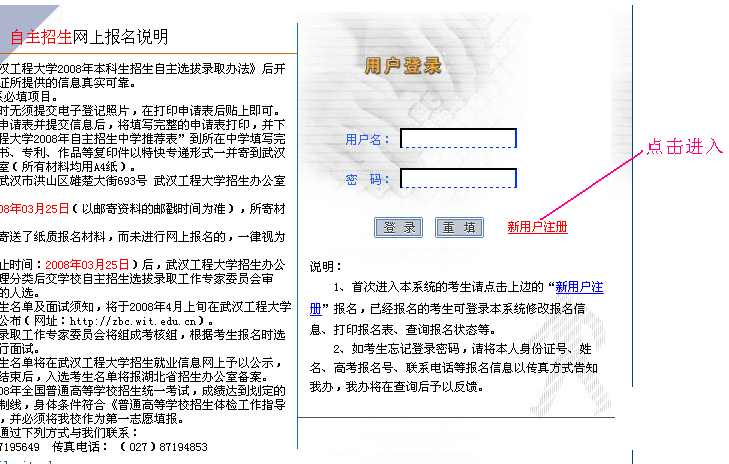 自主招生网上报名说明
汉工程大学2008年本科生招生自主选拔录取办法》后开
证所提供的信息真实可靠。
必填项目。
时无须提交电子登记照片，在打印申请表后贴上即可。
申请表并提交信息后，将填写完整的申请表打印，并下
程大学2008年自主招生中学推荐表”到所在中学填写完
书、专利、作品等复印件以特快专递形式一并寄到武汉
室（所有材料均用A4纸）。
武汉市洪山区雄楚大街693号 武汉工程大学招生办公室
08年03月25日（以邮寄资料的邮戳时间为准），所寄材
寄送了纸质报名材料，而未进行网上报名的，一律视为
止时间：2008年03月25日）后，武汉工程大学招生办公
理分类后交学校自主招生选拔录取工作专家委员会审
的人选。
生名单及面试须知，将于2008年4月上旬在武汉工程大学
公布（网址：http://zbc.wit.edu.cn）。
录取工作专家委员会将组成考核组，根据考生报名时选
行面试。
生名单将在武汉工程大学招生就业信息网上予以公示，
结束后，入选考生名单将报湖北省招生办公室备案。
08年全国普通高等学校招生统一考试，成绩达到划定的
制线，身体条件符合《普通高等学校招生体检工作指导
，并必须将我校作为第一志愿填报。
通过下列方式与我们联系：
7195649 传真电话：（027）87194853
用户登录
用户名：
密 码：
登 录 重 填 新用户注册
点击进入
说明：
1、首次进入本系统的考生请点击上边的“新用户注
册”报名，已经报名的考生可登录本系统修改报名信
息、打印报名表、查询报名状态等。
2、如考生忘记登录密码，请将本人身份证号、姓
名、高考报名号、联系电话等报名信息以传真方式告知
我办，我办将在查询后予以反馈。